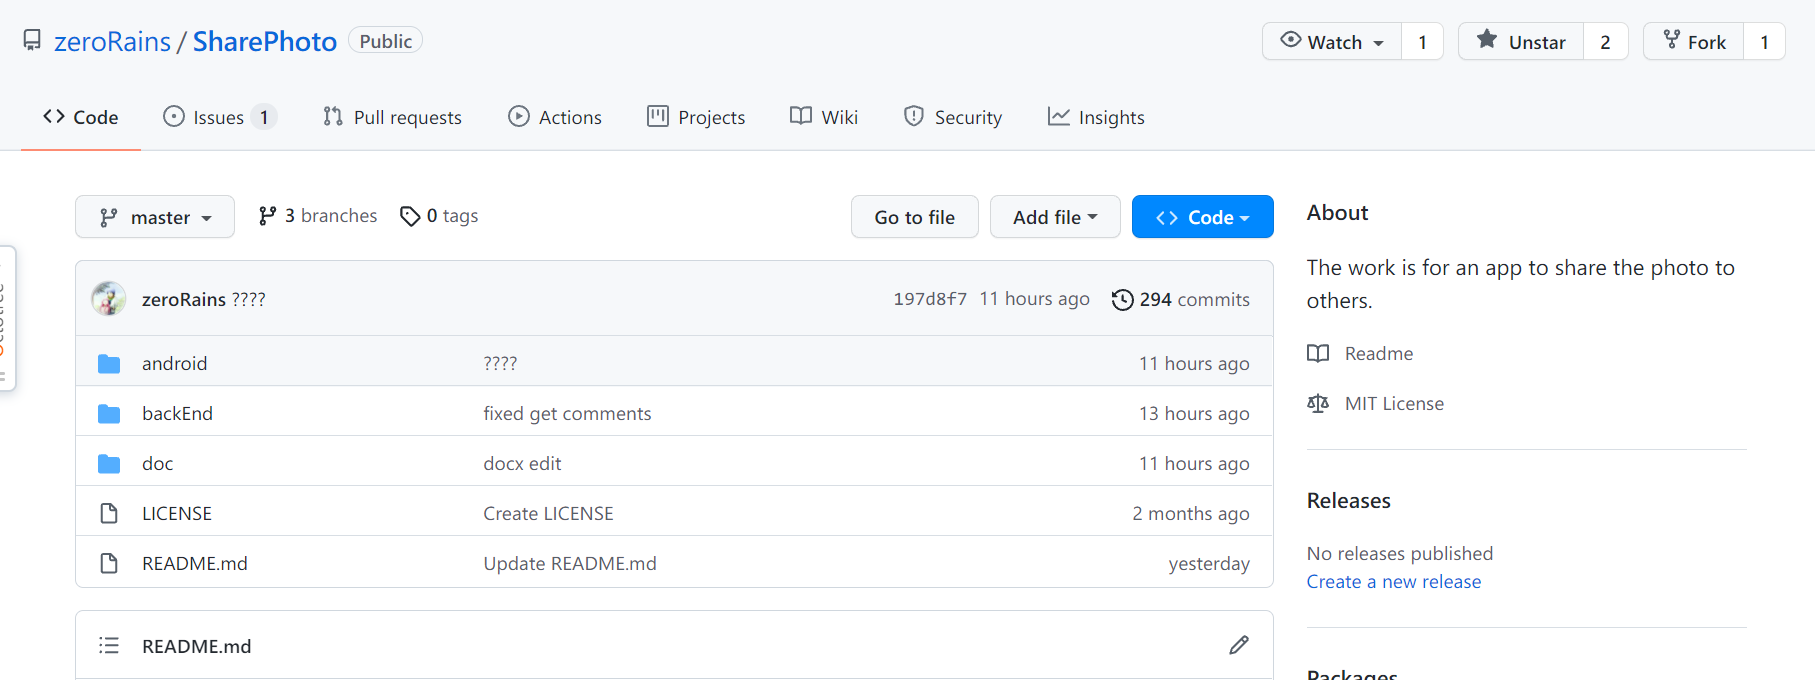 zeroRains / SharePhoto Public
Watch 1 Unstar 2 Fork 1
Code Issues 1 Pull requests Actions Projects Wiki Security Insights
master 3 branches 0 tags Go to file Add file Code
zeroRains ???? 197d8f7 11 hours ago 294 commits
android ???? 11 hours ago
backEnd fixed get comments 13 hours ago
doc docx edit 11 hours ago
LICENSE Create LICENSE 2 months ago
README.md Update README.md yesterday
README.md
About
The work is for an app to share the photo to
others.
Readme
MIT License
Releases
No releases published
Create a new release
Packages